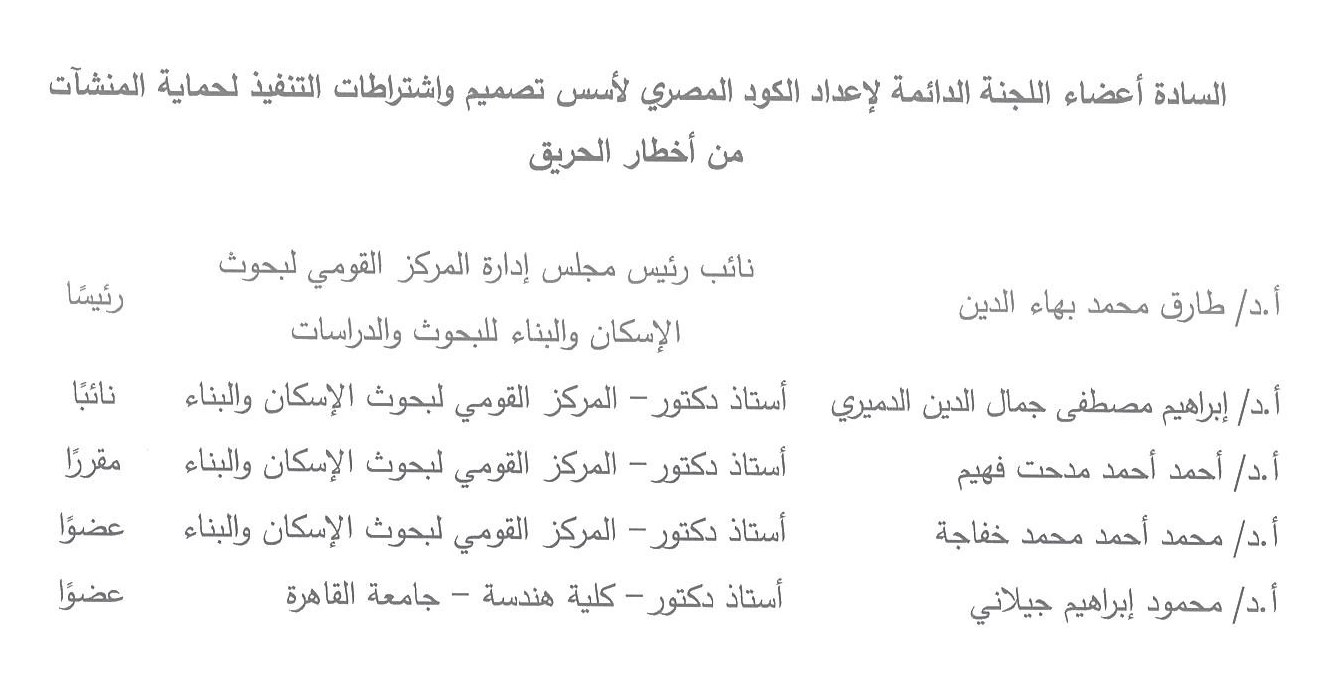 السادة أعضاء اللجنة الدائمة لإعداد الكود المصري لأسس تصميم واشتراطات التنفيذ لحماية المنشآت
من أخطار الحريق
أ.د/ طارق محمد بهاء الدين نائب رئيس مجلس إدارة المركز القومي لبحوث
الإسكان والبناء للبحوث والدراسات رئيسًا
أ.د/ إبراهيم مصطفى جمال الدين الدميري أستاذ دكتور – المركز القومي لبحوث الإسكان والبناء نائبًا
أ.د/ أحمد أحمد مدحت فهيم أستاذ دكتور – المركز القومي لبحوث الإسكان والبناء مقررًا
أ.د/ محمد أحمد محمد خفاجة أستاذ دكتور – المركز القومي لبحوث الإسكان والبناء عضوًا
أ.د/ محمود إبراهيم جيلاني أستاذ دكتور – كلية هندسة – جامعة القاهرة عضوًا